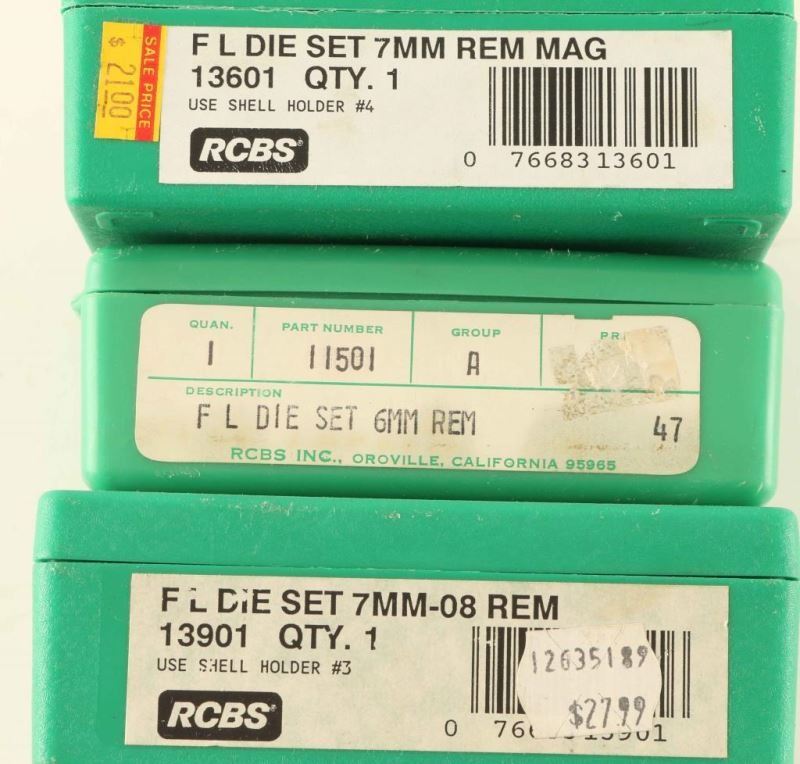 F L DIE SET 7MM REM MAG
13601 QTY. 1
USE SHELL HOLDER #4
RCBS
0 7668313601
SALE PRICE
$ 21.00
QUAN. PART NUMBER GROUP
1 11501 A
DESCRIPTION
F L DIE SET 6MM REM 47
RCBS INC., OROVILLE, CALIFORNIA 95965
F L DIE SET 7MM-08 REM
13901 QTY. 1
USE SHELL HOLDER #3
RCBS
12635189
$27.99